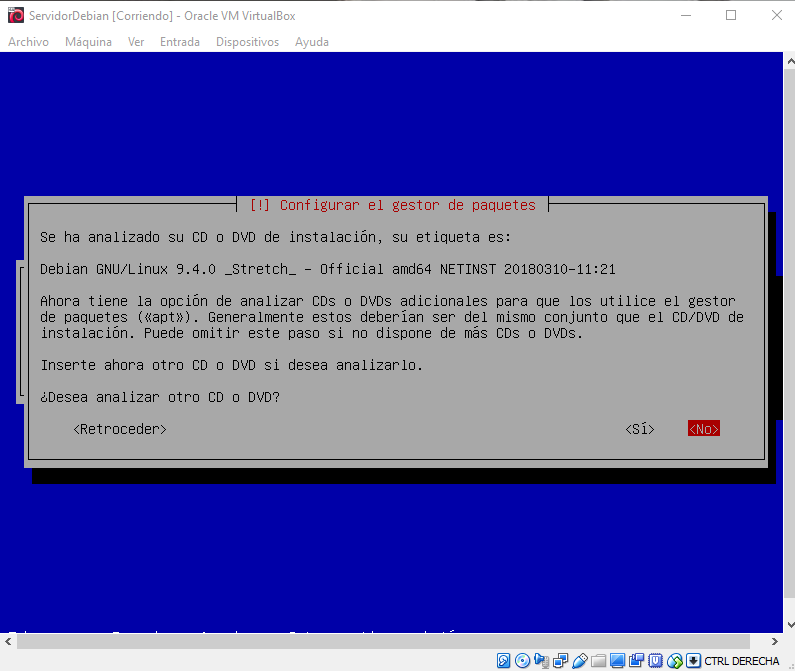 ServidorDebian [Corriendo] - Oracle VM VirtualBox
Archivo Máquina Ver Entrada Dispositivos Ayuda
[!] Configurar el gestor de paquetes
Se ha analizado su CD o DVD de instalación, su etiqueta es:
Debian GNU/Linux 9.4.0 _Stretch_ - Official amd64 NETINST 20180310-11:21
Ahora tiene la opción de analizar CDs o DVDs adicionales para que los utilice el gestor
de paquetes («apt»). Generalmente estos deberían ser del mismo conjunto que el CD/DVD de
instalación. Puede omitir este paso si no dispone de más CDs o DVDs.
Inserte ahora otro CD o DVD si desea analizarlo.
¿Desea analizar otro CD o DVD?
<Retroceder> <Sí> <No>
CTRL DERECHA